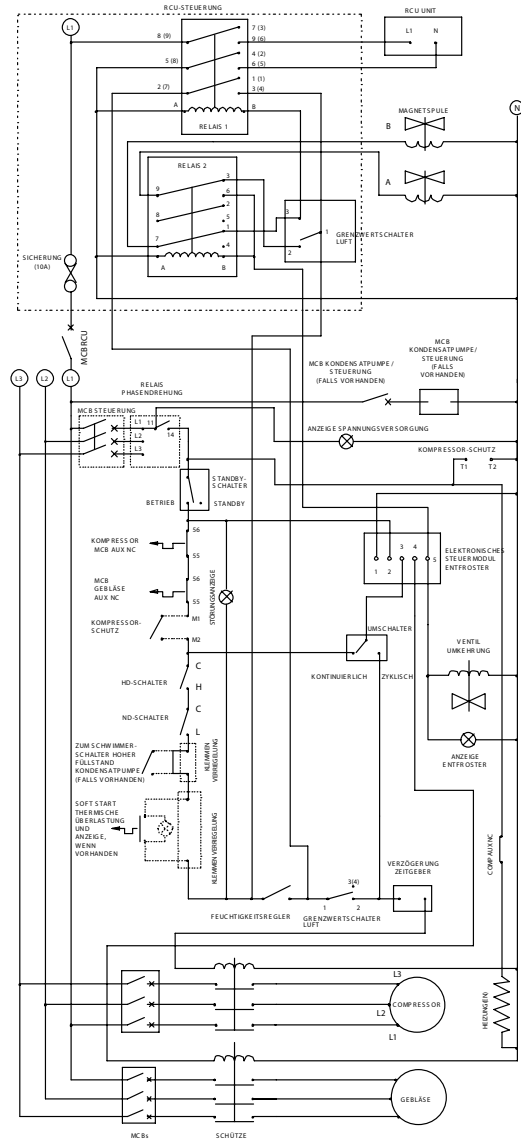 RCU-STEUERUNG
L1
7 (3)
8 (9)
9 (6)
4 (2)
5 (8)
6 (5)
1 (1)
2 (7)
3 (4)
A
B
RELAIS 1
RCU UNIT
L1
N
N
MAGNETSPULE
B
A
RELAIS 2
3
9
6
2
8
5
1
7
4
A
B
3
1
2
GRENZWERTSCHALTER
LUFT
SICHERUNG
(10A)
MCB RCU
L3
L2
L1
RELAIS
PHASENDREHUNG
MCB STEUERUNG
L1
11
14
L2
L3
MCB KONDENSATPUMPE/
STEUERUNG
(FALLS VORHANDEN)
MCB
KONDENSATPUMPE/
STEUERUNG
(FALLS
VORHANDEN)
ANZEIGE SPANNUNGSVERSORGUNG
KOMPRESSOR-SCHUTZ
T1
T2
STANDBY-
SCHALTER
BETRIEB
STANDBY
KOMPRESSOR
MCB AUX NC
S6
S5
MCB
GEBLÄSE
AUX NC
S6
S5
STÖRUNGSANZEIGE
KOMPRESSOR-
SCHUTZ
M1
M2
1
2
3
4
5
ELEKTRONISCHES
STEUERMODUL
ENTFROSTER
UMSCHALTER
KONTINUIERLICH
ZYKLISCH
VENTIL
UMKEHRUNG
HD-SCHALTER
C
H
ND-SCHALTER
C
L
ANZEIGE
ENTFROSTER
ZUM SCHWIMMER-
SCHALTER HOHER
FÜLLSTAND
KONDENSATPUMPE
(FALLS VORHANDEN)
KLEMMEN
VERRIEGELUNG
SOFT START
THERMISCHE
ÜBERLASTUNG
UND
ANZEIGE,
WENN
VORHANDEN
KLEMMEN VERRIEGELUNG
COMP AUX NC
FEUCHTIGKEITSREGLER
3(4)
1
2
GRENZWERTSCHALTER
LUFT
VERZÖGERUNG
ZEITGEBER
L3
L2
L1
COMPRESSOR
HEIZUNG(EN)
GEBLÄSE
MCBs
SCHÜTZE